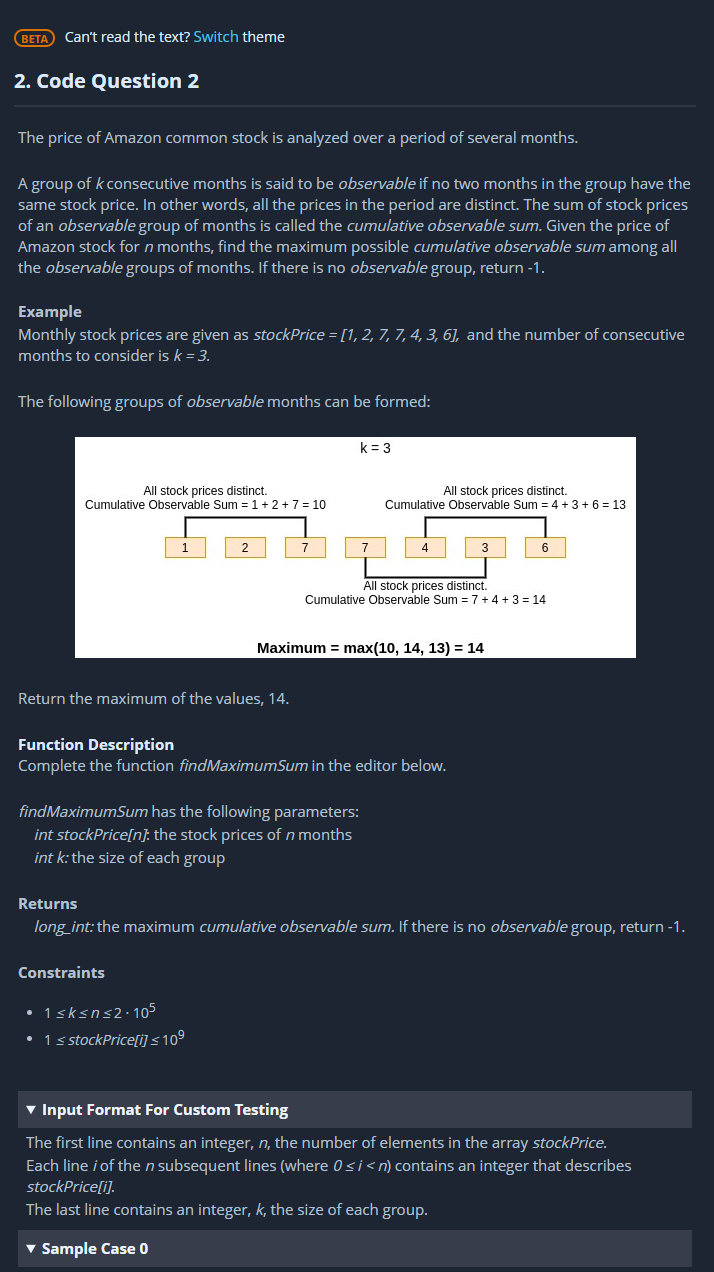 BETA Can't read the text? Switch theme
2. Code Question 2
The price of Amazon common stock is analyzed over a period of several months.
A group of k consecutive months is said to be observable if no two months in the group have the
same stock price. In other words, all the prices in the period are distinct. The sum of stock prices
of an observable group of months is called the cumulative observable sum. Given the price of
Amazon stock for n months, find the maximum possible cumulative observable sum among all
the observable groups of months. If there is no observable group, return -1.
Example
Monthly stock prices are given as stockPrice = [1, 2, 7, 7, 4, 3, 6], and the number of consecutive
months to consider is k = 3.
The following groups of observable months can be formed:
k = 3
All stock prices distinct. All stock prices distinct.
Cumulative Observable Sum = 1 + 2 + 7 = 10 Cumulative Observable Sum = 4 + 3 + 6 = 13
1 2 7 7 4 3 6
All stock prices distinct.
Cumulative Observable Sum = 7 + 4 + 3 = 14
Maximum = max(10, 14, 13) = 14
Return the maximum of the values, 14.
Function Description
Complete the function findMaximumSum in the editor below.
findMaximumSum has the following parameters:
int stockPrice[n]: the stock prices of n months
int k: the size of each group
Returns
long_int: the maximum cumulative observable sum. If there is no observable group, return -1.
Constraints
• 1 ≤ k ≤ n ≤ 2 · 10⁵
• 1 ≤ stockPrice[i] ≤ 10⁹
▼ Input Format For Custom Testing
The first line contains an integer, n, the number of elements in the array stockPrice.
Each line i of the n subsequent lines (where 0 ≤ i < n) contains an integer that describes
stockPrice[i].
The last line contains an integer, k, the size of each group.
▼ Sample Case 0